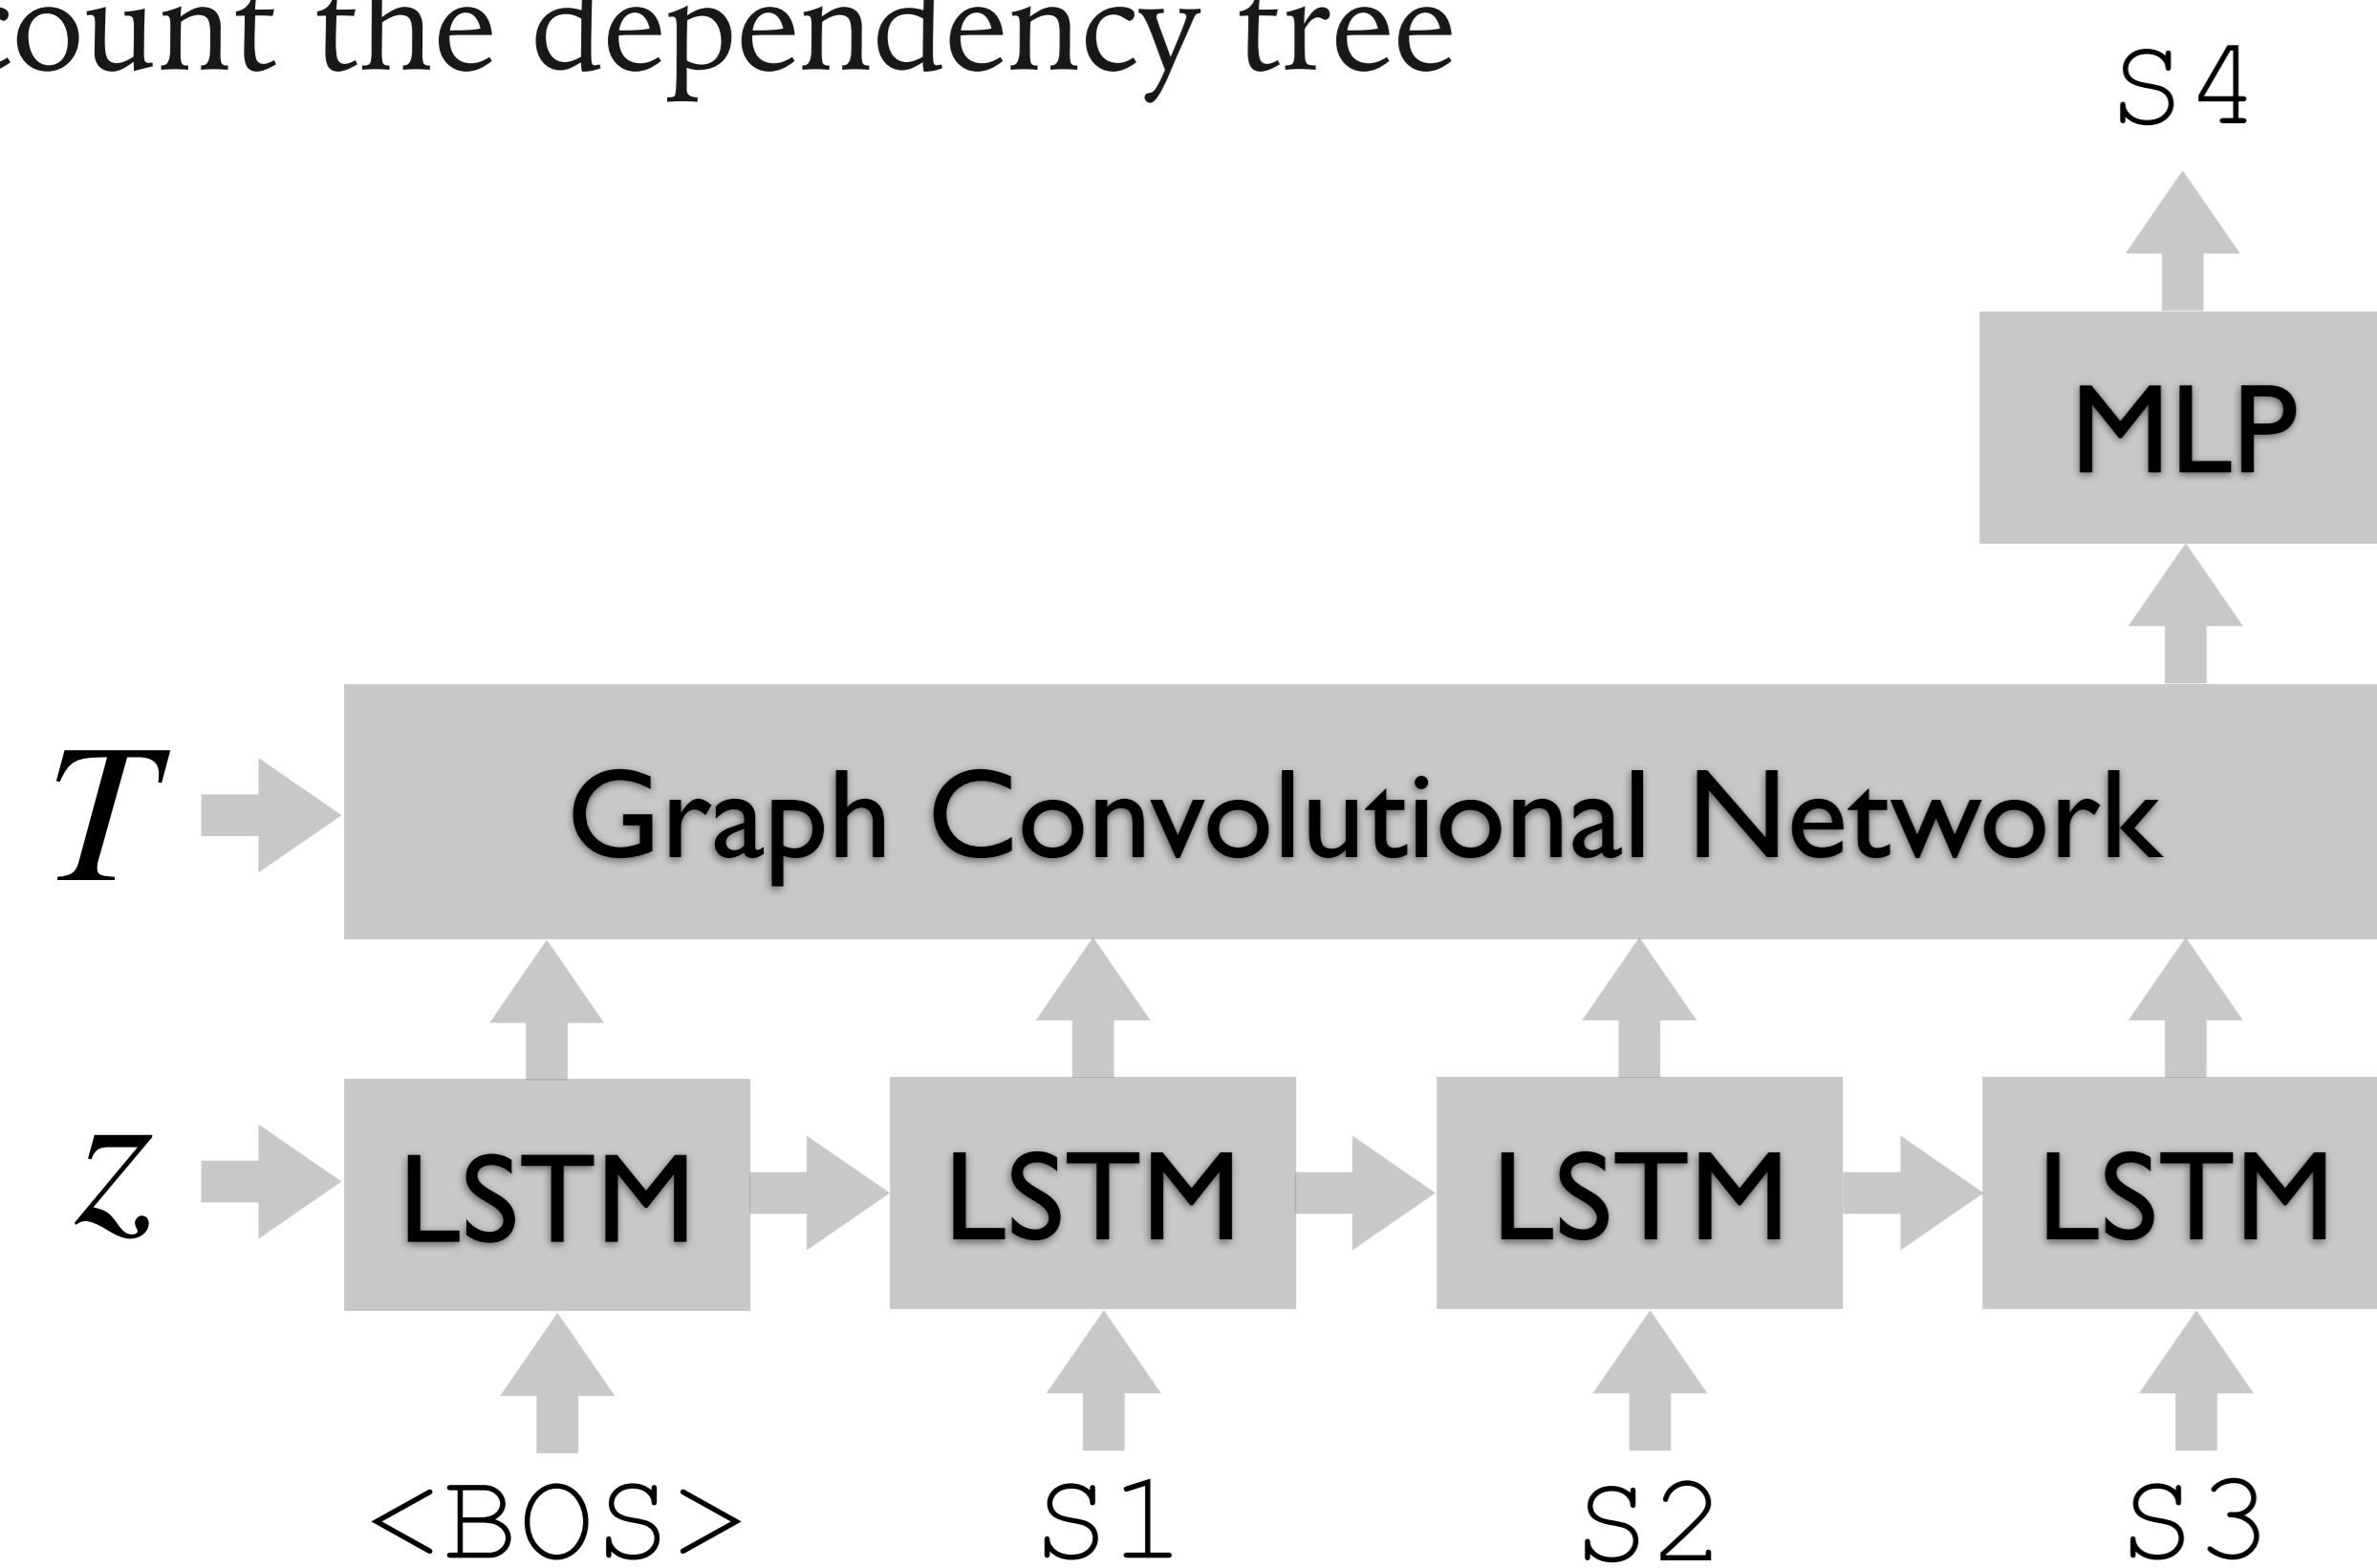 count the dependency tree
S4
MLP
T
Graph Convolutional Network
z
LSTM LSTM LSTM LSTM
<BOS> S1 S2 S3